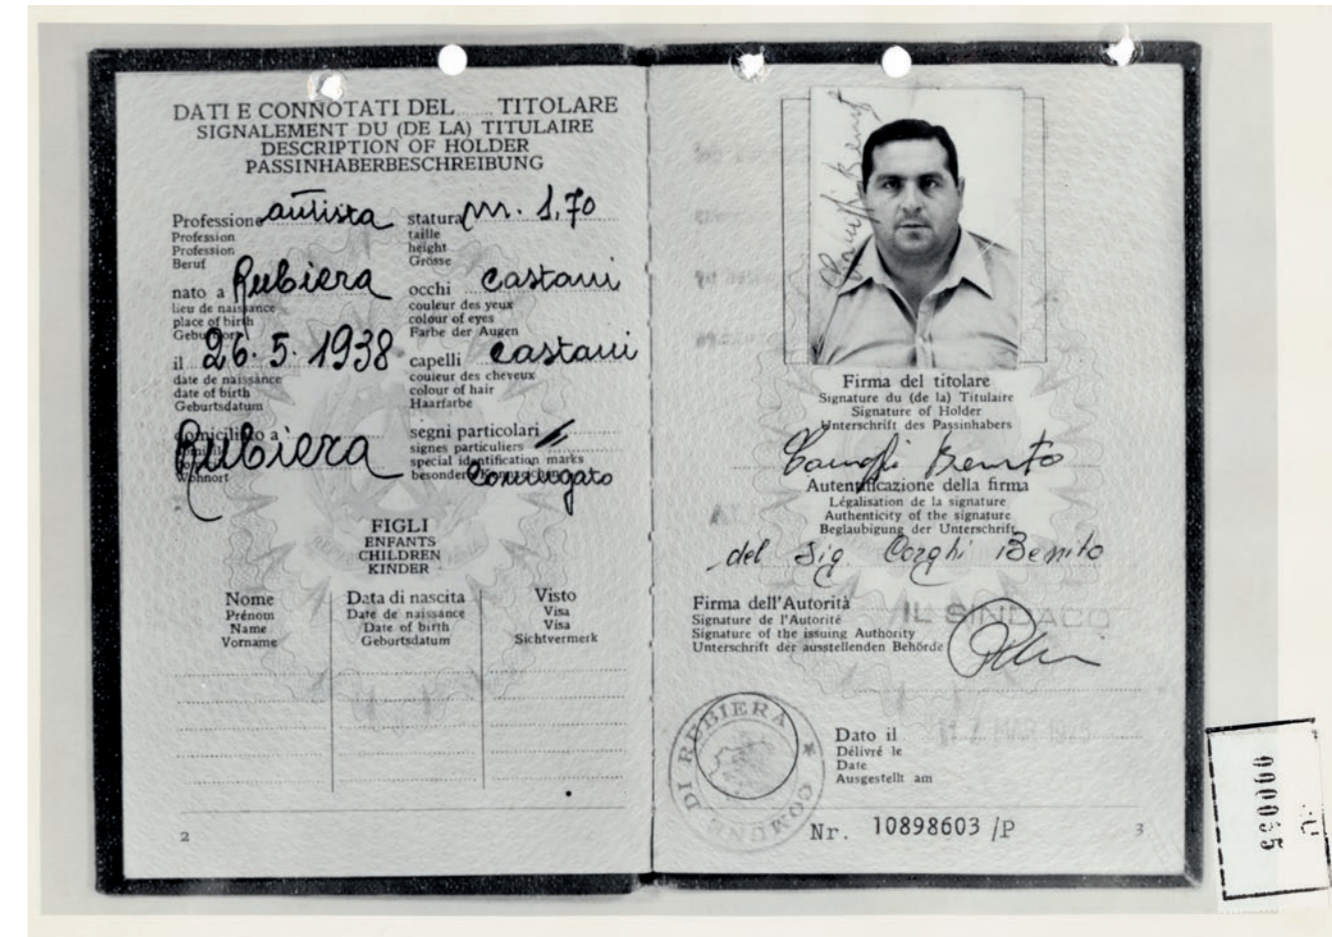 DATI E CONNOTATI DEL ...... TITOLARE
SIGNALEMENT DU (DE LA) TITULAIRE
DESCRIPTION OF HOLDER
PASSINHABERBESCHREIBUNG
Professione autista
Profession
Profession
Beruf
nato a Rubiera
lieu de naissance
place of birth
Geburtsort
il 26.5.1938
date de naissance
date of birth
Geburtsdatum
domiciliato a
Rubiera
Wohnort
statura m. 1,70
taille
height
Grösse
occhi castani
couleur des yeux
colour of eyes
Farbe der Augen
capelli castani
couleur des cheveux
colour of hair
Haarfarbe
segni particolari
signes particuliers
special identification marks
Coniugato
FIGLI
ENFANTS
CHILDREN
KINDER
Nome
Prénom
Name
Vorname
Data di nascita
Date de naissance
Date of birth
Geburtsdatum
Visto
Visa
Visa
Sichtvermerk
2
Firma del titolare
Signature du (de la) Titulaire
Signature of Holder
Unterschrift des Passinhabers
Benito
Autentificazione della firma
Légalisation de la signature
Authenticity of the signature
Beglaubigung der Unterschrift
del Sig. Corghi Benito
Firma dell'Autorità
Signature de l'Autorité
Signature of the issuing Authority
Unterschrift der ausstellenden Behörde
IL SINDACO
COMUNE DI RUBIERA
Dato il
Délivré le
Date
Ausgestellt am
Nr. 10898603 /P
3